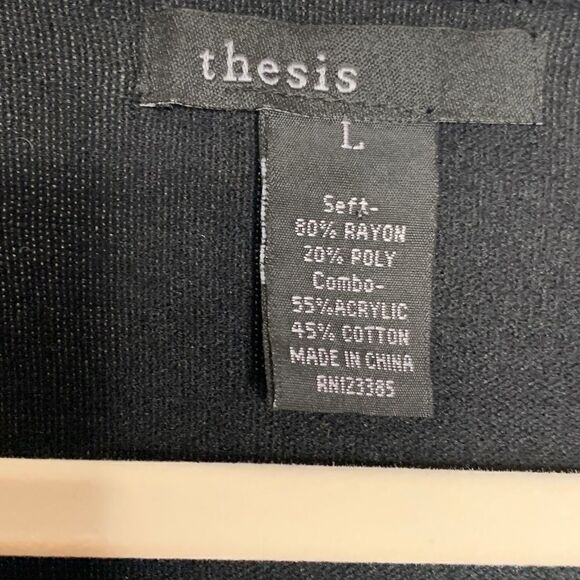 thesis
L
Seft-
80% RAYON
20% POLY
Combo-
55%ACRYLIC
45% COTTON
MADE IN CHINA
RN123385